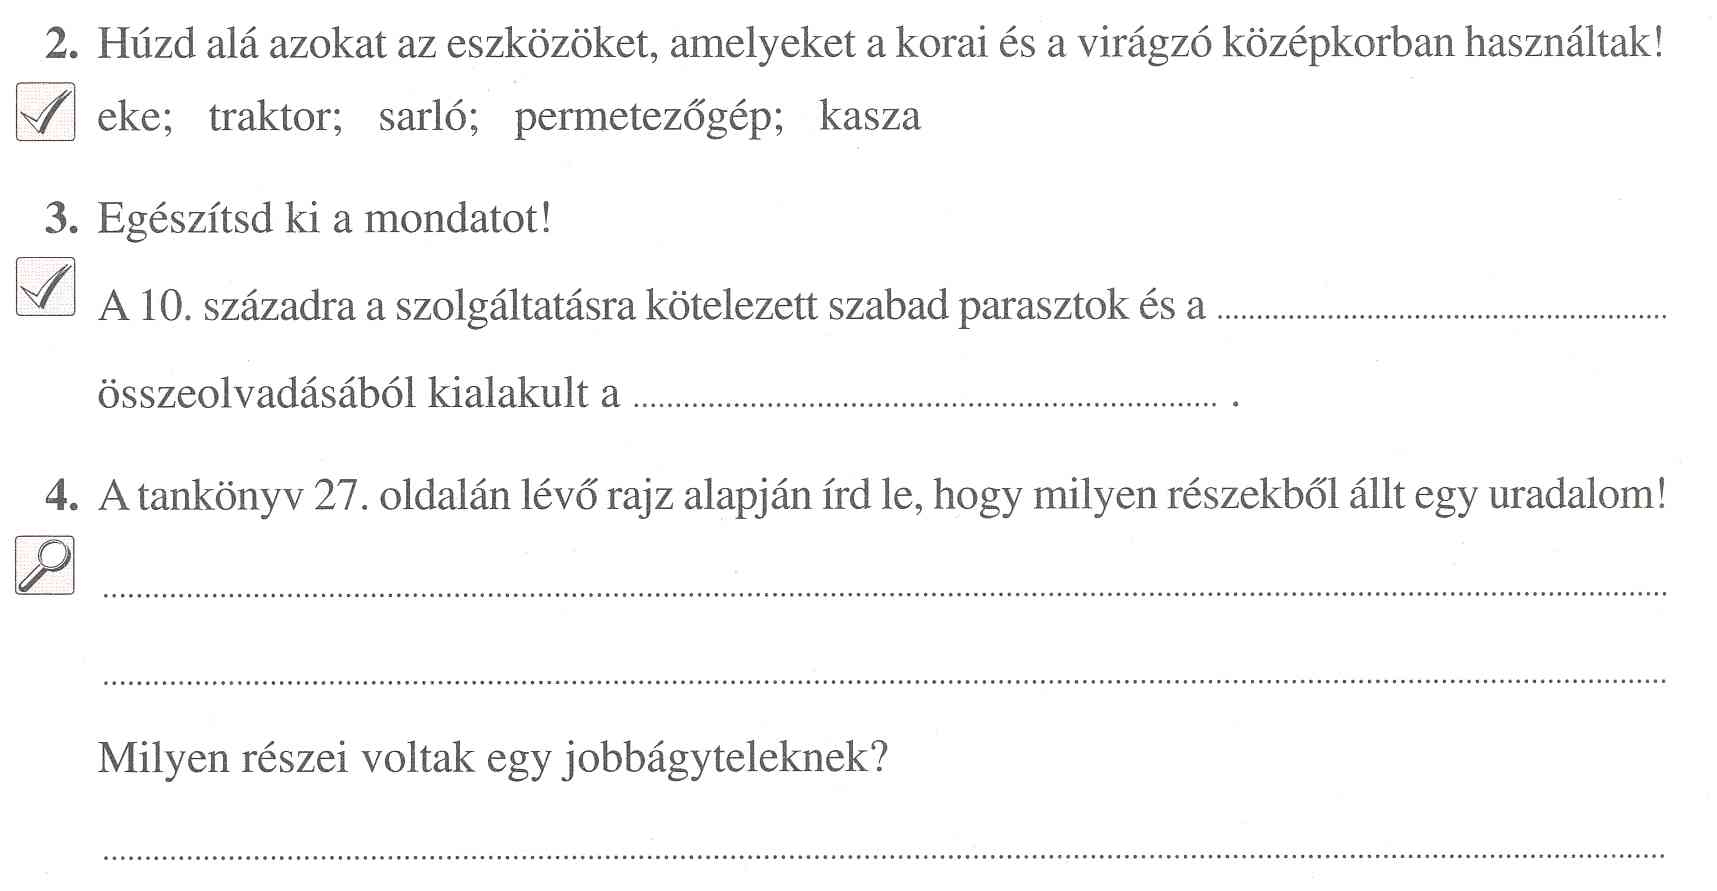 2. Húzd alá azokat az eszközöket, amelyeket a korai és a virágzó középkorban használtak!
eke; traktor; sarló; permetezőgép; kasza
3. Egészítsd ki a mondatot!
A 10. századra a szolgáltatásra kötelezett szabad parasztok és a ..........
összeolvadásából kialakult a .......... .
4. A tankönyv 27. oldalán lévő rajz alapján írd le, hogy milyen részekből állt egy uradalom!
Milyen részei voltak egy jobbágyteleknek?